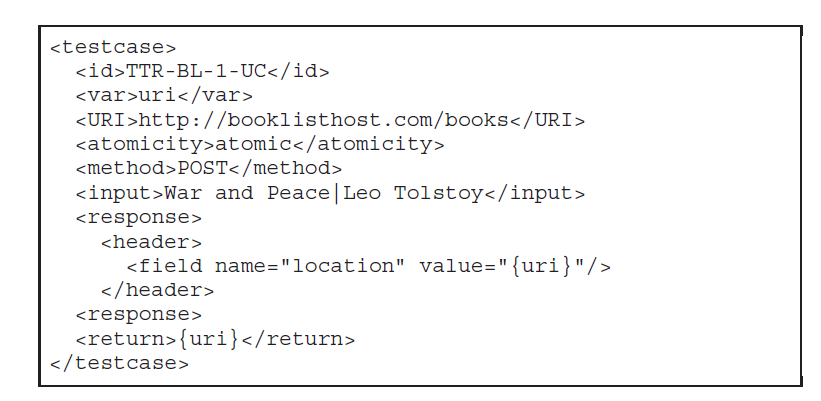 <testcase>
  <id>TTR-BL-1-UC</id>
  <var>uri</var>
  <URI>http://booklisthost.com/books</URI>
  <atomicity>atomic</atomicity>
  <method>POST</method>
  <input>War and Peace|Leo Tolstoy</input>
  <response>
    <header>
      <field name="location" value="{uri}"/>
    </header>
  <response>
  <return>{uri}</return>
</testcase>